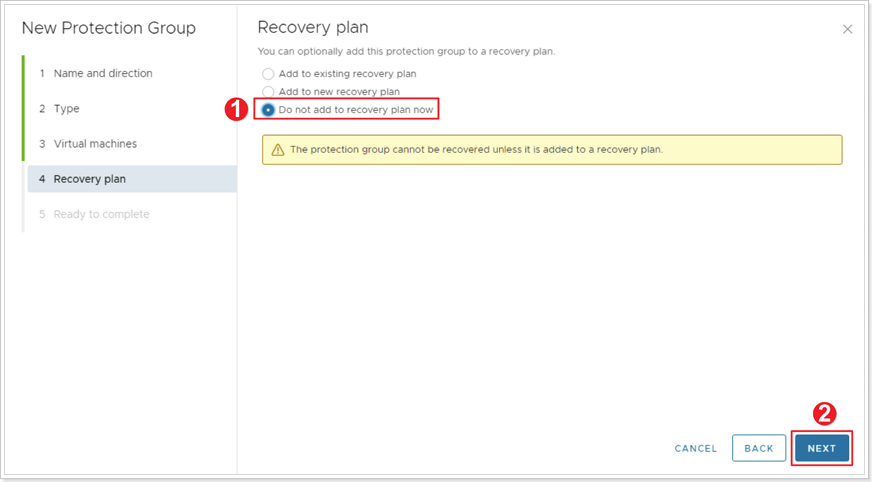 New Protection Group
1 Name and direction
2 Type
3 Virtual machines
4 Recovery plan
5 Ready to complete
Recovery plan
You can optionally add this protection group to a recovery plan.
Add to existing recovery plan
Add to new recovery plan
1
Do not add to recovery plan now
The protection group cannot be recovered unless it is added to a recovery plan.
2
CANCEL BACK NEXT